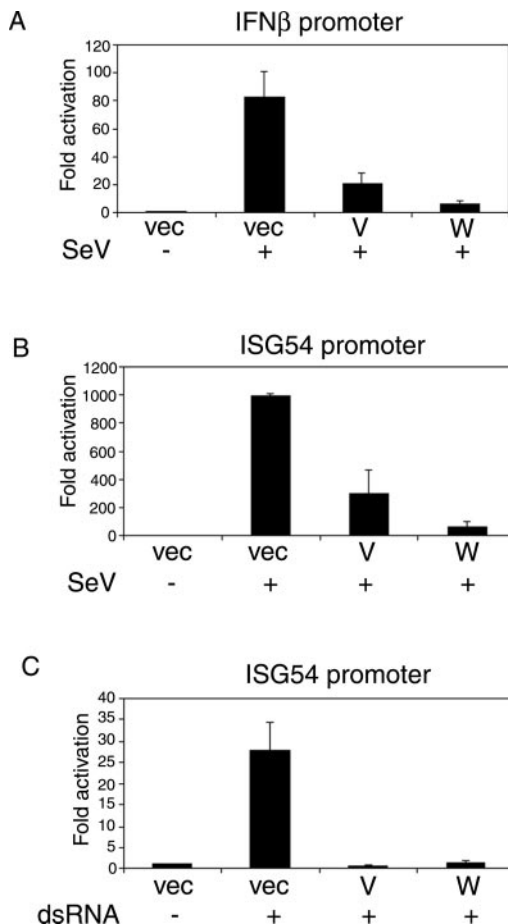 A
IFNβ promoter
Fold activation
120
100
80
60
40
20
0
vec vec V W
SeV - + + +
B
ISG54 promoter
Fold activation
1200
1000
800
600
400
200
0
vec vec V W
SeV - + + +
C
ISG54 promoter
Fold activation
40
35
30
25
20
15
10
5
0
vec vec V W
dsRNA - + + +